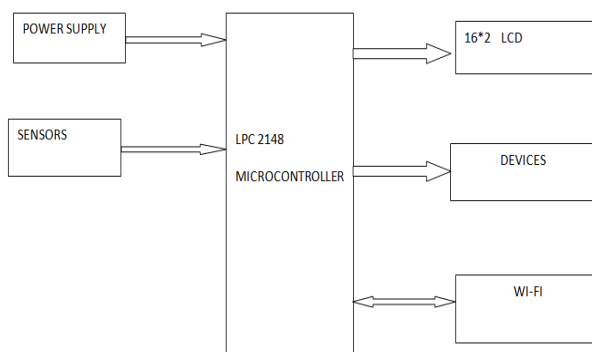 POWER SUPPLY
16*2 LCD
SENSORS
LPC 2148
MICROCONTROLLER
DEVICES
WI-FI